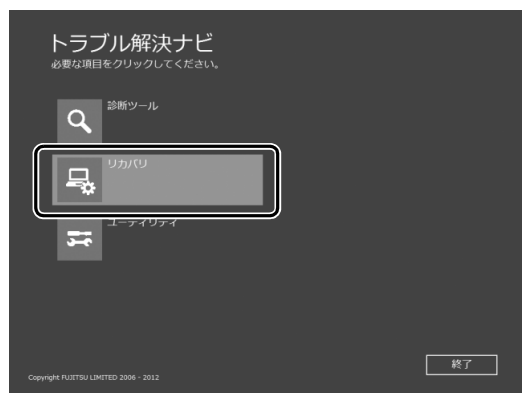 トラブル解決ナビ
必要な項目をクリックしてください。
診断ツール
リカバリ
ユーティリティ
終了
Copyright FUJITSU LIMITED 2006 - 2012